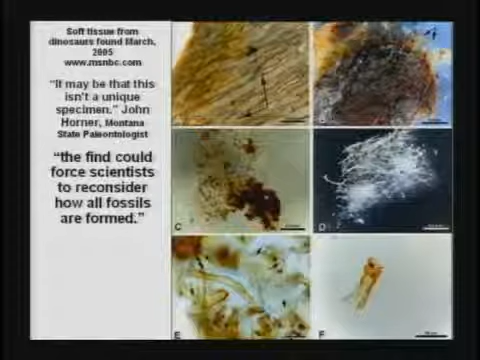 Soft tissue from
dinosaurs found March,
2005
www.msnbc.com
"It may be that this
isn't a unique
specimen." John
Horner, Montana
State Paleontologist
"the find could
force scientists
to reconsider
how all fossils
are formed."
C
D
E
F